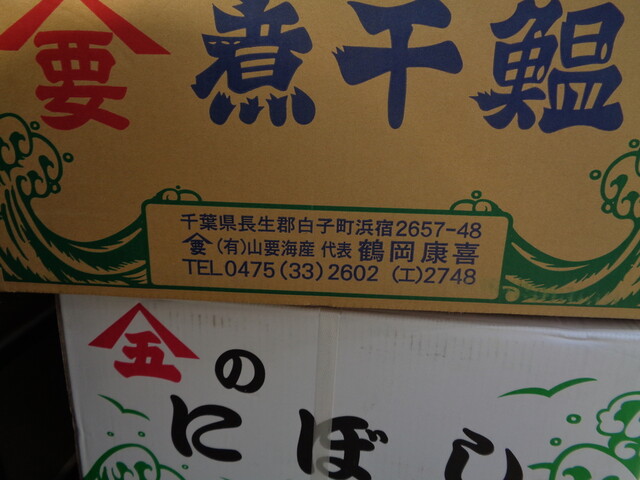 要 煮干鰮
千葉県長生郡白子町浜宿2657-48
要 (有)山要海産 代表 鶴岡康喜
TEL0475(33)2602 (工)2748
五の
にぼし